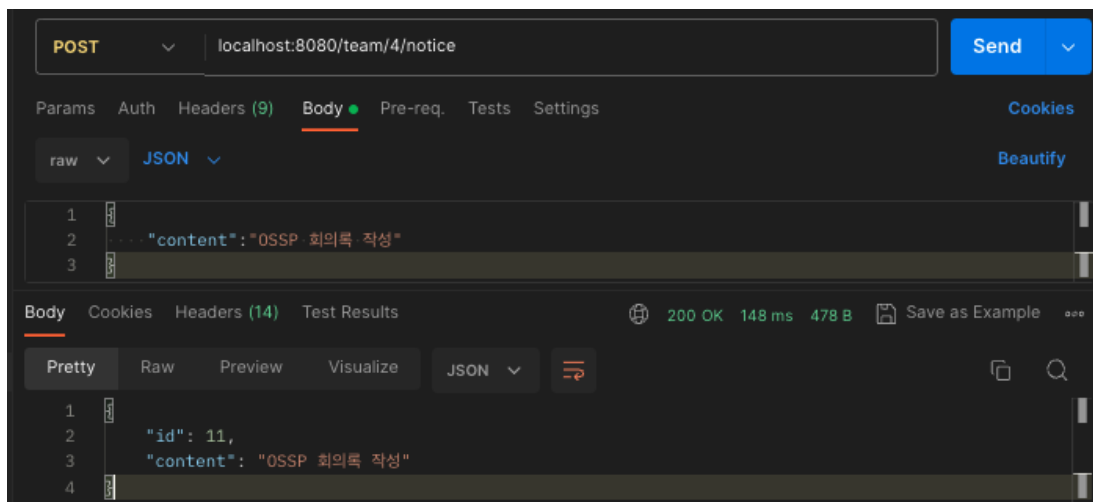 POST localhost:8080/team/4/notice Send
Params Auth Headers (9) Body Pre-req. Tests Settings Cookies
raw JSON Beautify
1 {
2 "content":"OSSP 회의록 작성"
3 }
Body Cookies Headers (14) Test Results 200 OK 148 ms 478 B Save as Example
Pretty Raw Preview Visualize JSON
1 {
2 "id": 11,
3 "content": "OSSP 회의록 작성"
4 }